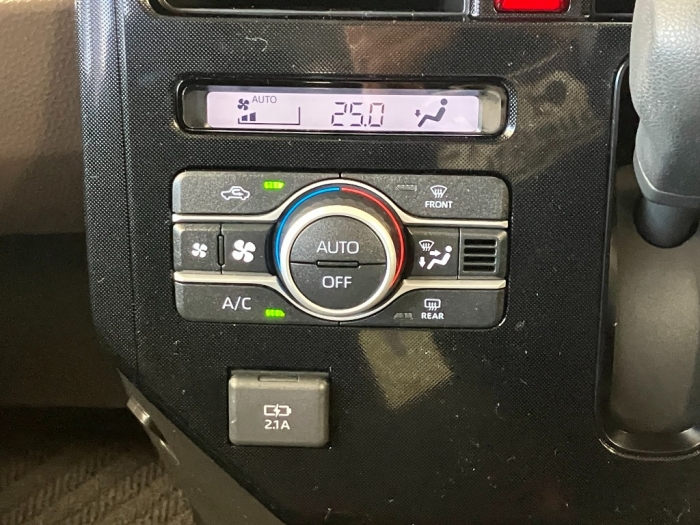 AUTO
25.0
FRONT
AUTO
OFF
A/C
REAR
2.1A